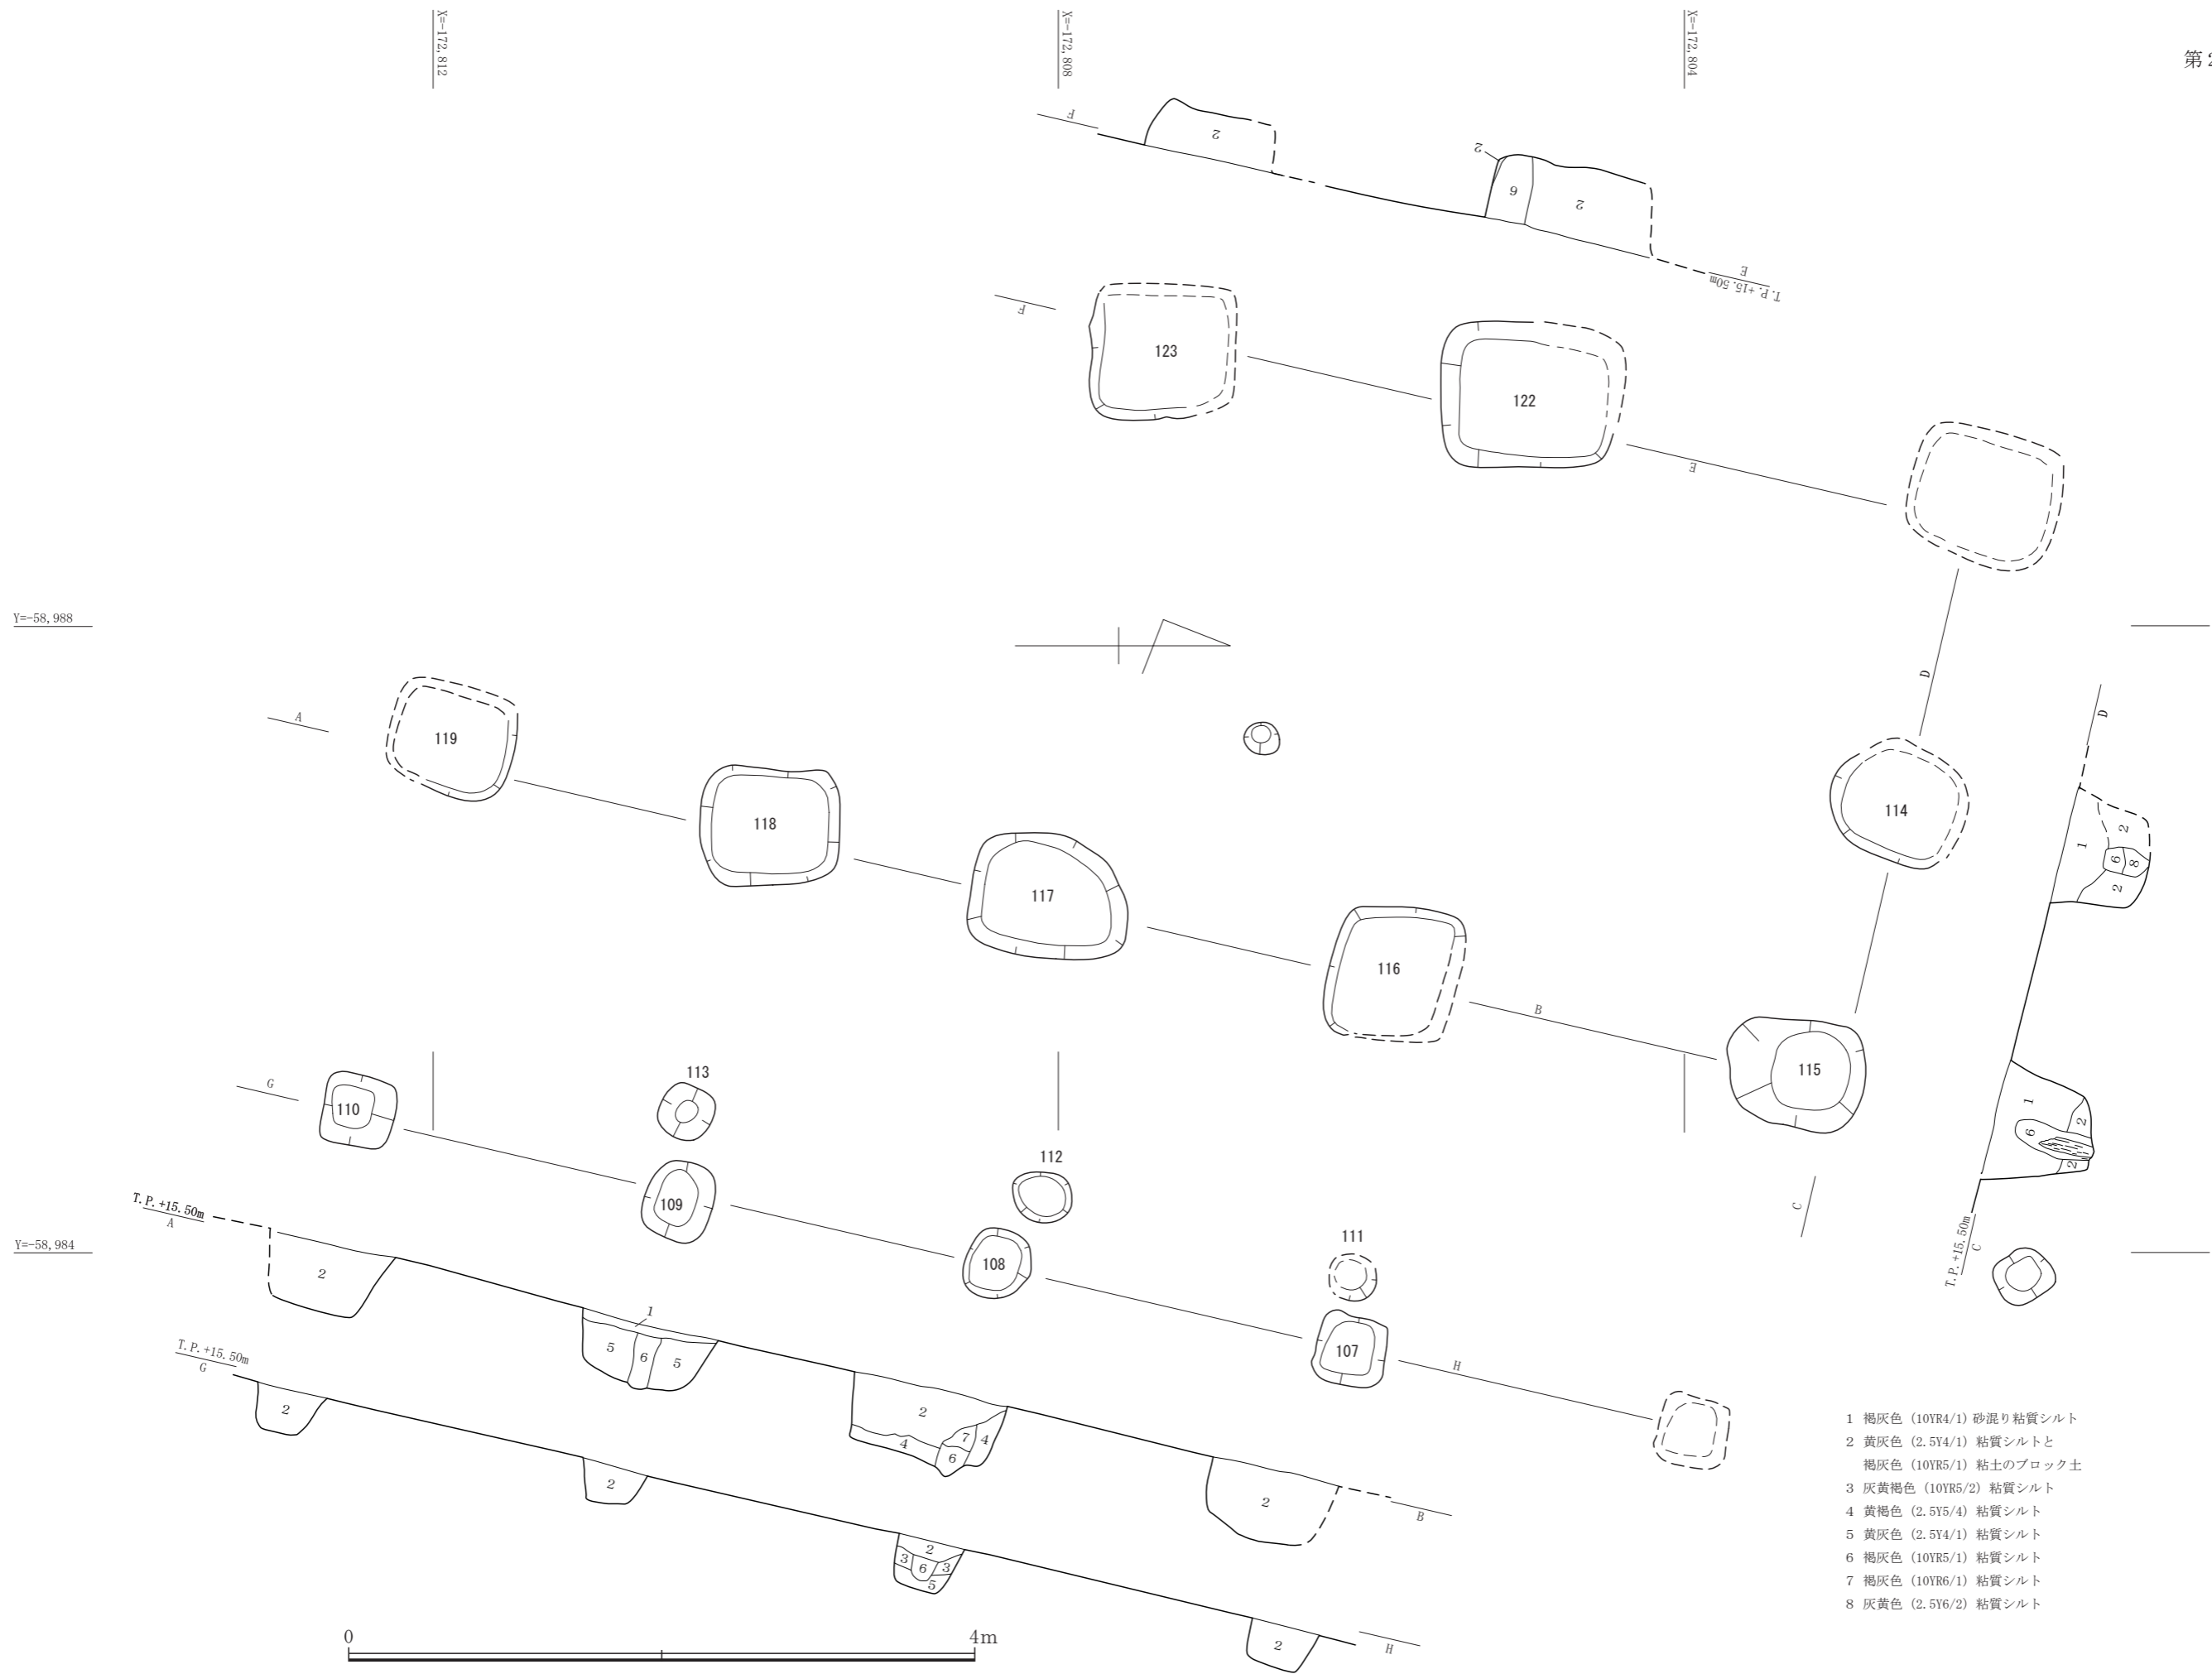 X=-172,812
X=-172,808
X=-172,804
第2
F
2
2
6
2
E
T.P.+15.50m
F
123
122
E
Y=-58,988
D
D
A
119
118
117
116
B
115
114
1
2
6
8
2
1
6
2
2
C
T.P.+15.50m
C
G
110
113
109
112
108
111
107
H
T.P.+15.50m
A
Y=-58,984
2
1
5
6
5
2
4
7
4
6
2
B
T.P.+15.50m
G
2
2
2
3
6
3
5
2
H
1 褐灰色（10YR4/1）砂混り粘質シルト
2 黄灰色（2.5Y4/1）粘質シルトと
褐灰色（10YR5/1）粘土のブロック土
3 灰黄褐色（10YR5/2）粘質シルト
4 黄褐色（2.5Y5/4）粘質シルト
5 黄灰色（2.5Y4/1）粘質シルト
6 褐灰色（10YR5/1）粘質シルト
7 褐灰色（10YR6/1）粘質シルト
8 灰黄色（2.5Y6/2）粘質シルト
0 4m